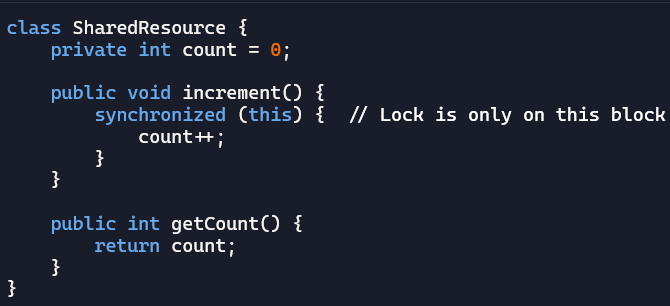 class SharedResource {
    private int count = 0;

    public void increment() {
        synchronized (this) {  // Lock is only on this block
            count++;
        }
    }

    public int getCount() {
        return count;
    }
}